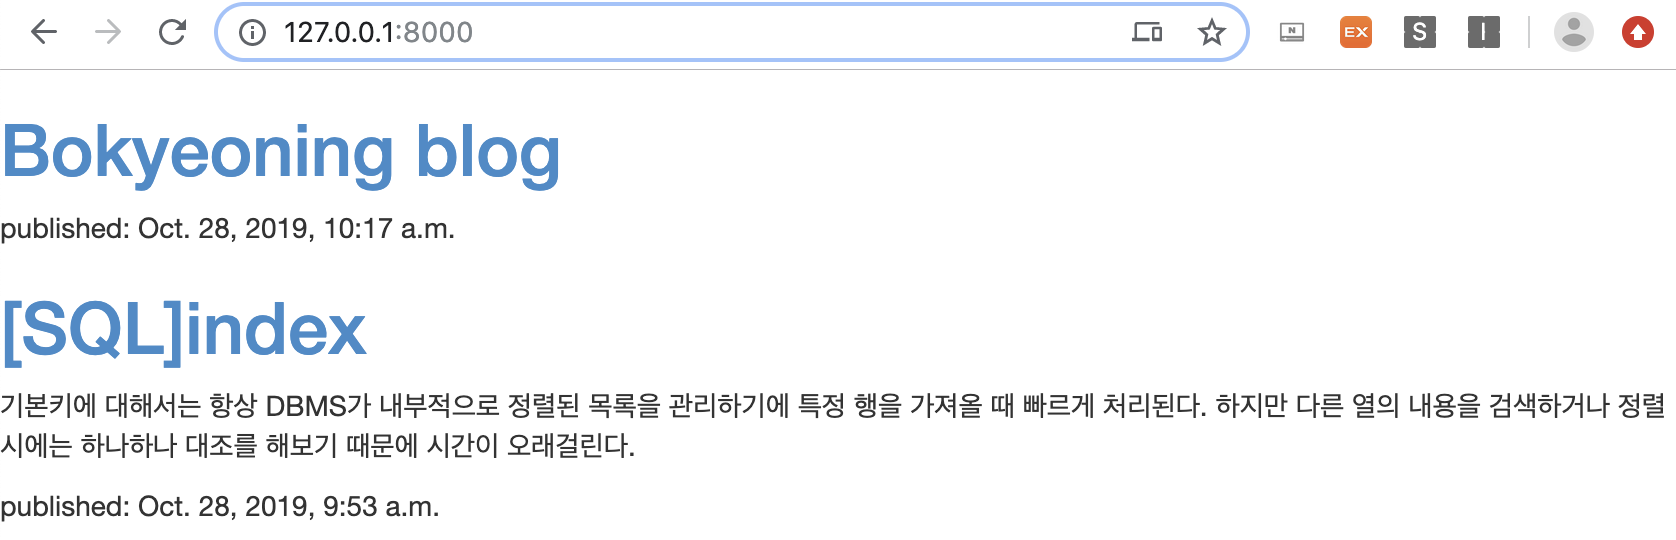 127.0.0.1:8000
N
EX
S
I
Bokyeoning blog
published: Oct. 28, 2019, 10:17 a.m.
[SQL]index
기본키에 대해서는 항상 DBMS가 내부적으로 정렬된 목록을 관리하기에 특정 행을 가져올 때 빠르게 처리된다. 하지만 다른 열의 내용을 검색하거나 정렬
시에는 하나하나 대조를 해보기 때문에 시간이 오래걸린다.
published: Oct. 28, 2019, 9:53 a.m.